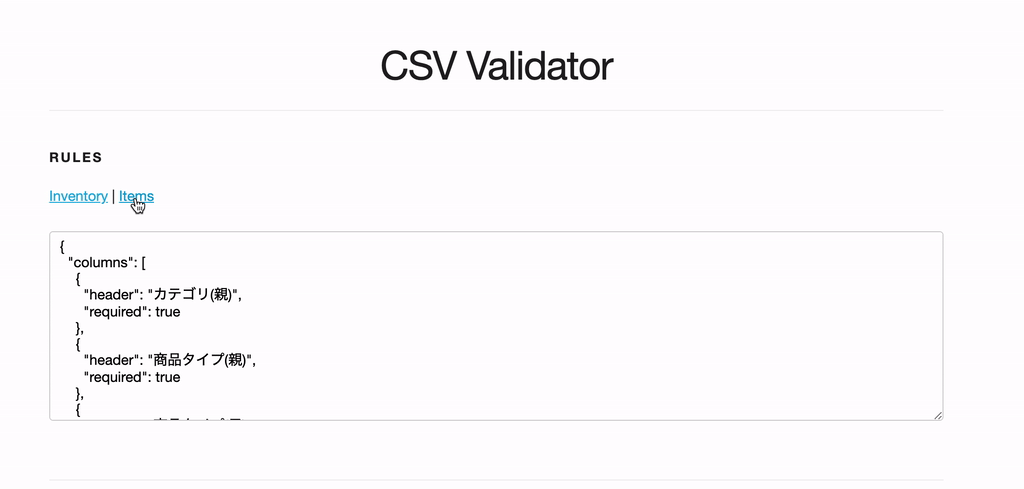 CSV Validator
RULES
Inventory | Items
{
"columns": [
{
"header": "カテゴリ(親)",
"required": true
},
{
"header": "商品タイプ(親)",
"required": true
},
{